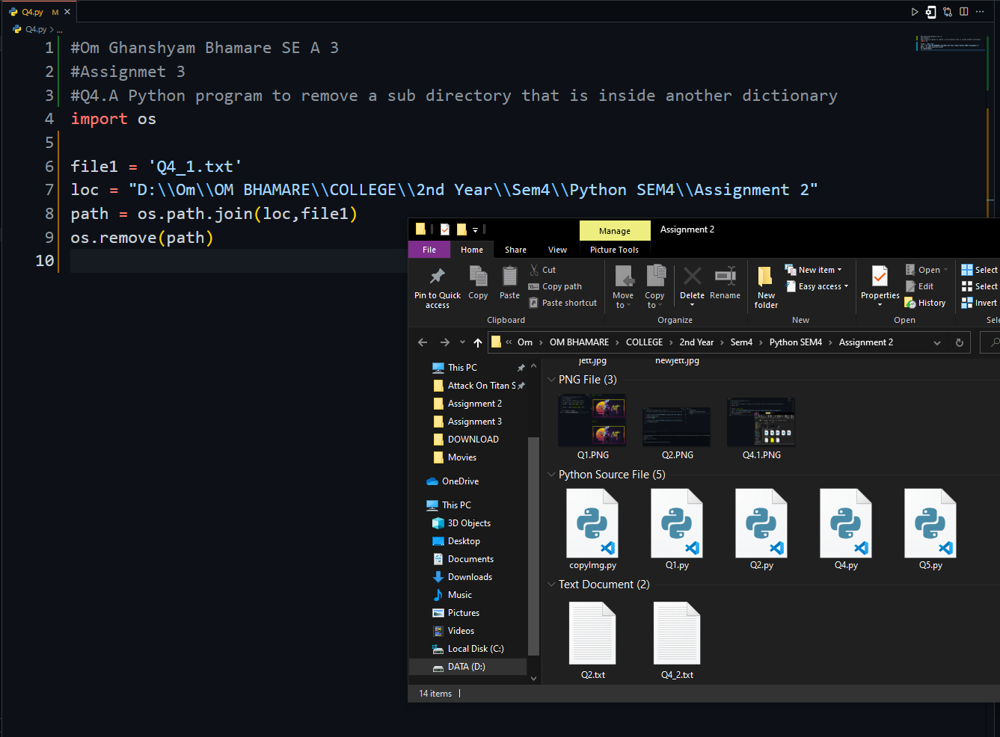 Q4.py M
Q4.py > ...
1 #Om Ghanshyam Bhamare SE A 3
2 #Assignmet 3
3 #Q4.A Python program to remove a sub directory that is inside another dictionary
4 import os
5
6 file1 = 'Q4_1.txt'
7 loc = "D:\\Om\\OM BHAMARE\\COLLEGE\\2nd Year\\Sem4\\Python SEM4\\Assignment 2"
8 path = os.path.join(loc,file1)
9 os.remove(path)
10
Manage Assignment 2
File Home Share View Picture Tools
Pin to Quick access
Copy
Paste
Cut
Copy path
Paste shortcut
Clipboard
Move to
Copy to
Delete
Rename
Organize
New folder
New item
Easy access
New
Properties
Open
Edit
History
Open
Select
Select
Invert
Sele
« Om > OM BHAMARE > COLLEGE > 2nd Year > Sem4 > Python SEM4 > Assignment 2
This PC
Attack On Titan S
Assignment 2
Assignment 3
DOWNLOAD
Movies
OneDrive
This PC
3D Objects
Desktop
Documents
Downloads
Music
Pictures
Videos
Local Disk (C:)
DATA (D:)
jett.jpg newjett.jpg
PNG File (3)
Q1.PNG Q2.PNG Q4.1.PNG
Python Source File (5)
copyImg.py Q1.py Q2.py Q4.py Q5.py
Text Document (2)
Q2.txt Q4_2.txt
14 items